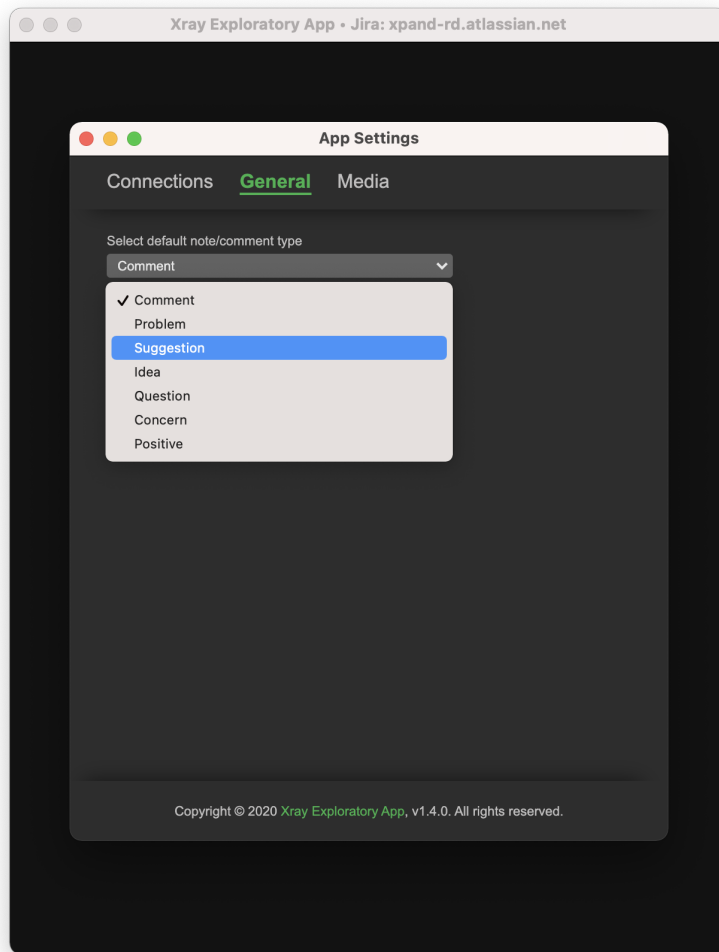 Xray Exploratory App • Jira: xpand-rd.atlassian.net
App Settings
Connections General Media
Select default note/comment type
Comment
✓ Comment
Problem
Suggestion
Idea
Question
Concern
Positive
Copyright © 2020 Xray Exploratory App, v1.4.0. All rights reserved.